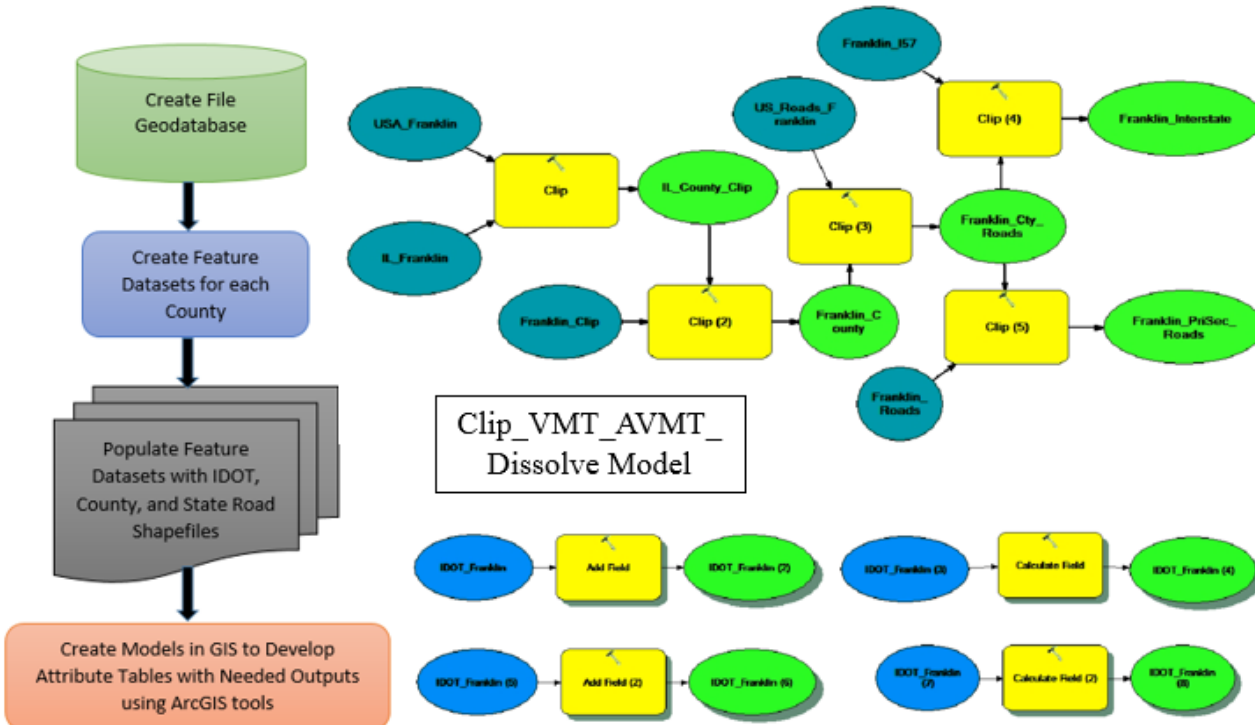 Create File
Geodatabase
Create Feature
Datasets for each
County
Populate Feature
Datasets with IDOT,
County, and State Road
Shapefiles
Create Models in GIS to Develop
Attribute Tables with Needed Outputs
using ArcGIS tools
USA_Franklin
IL_Franklin
Clip
IL_County_Clip
Franklin_Clip
Clip (2)
Franklin_C
ounty
US_Roads_F
ranklin
Clip (3)
Franklin_Cty_
Roads
Franklin_I57
Clip (4)
Franklin_Interstate
Clip (5)
Franklin_PriSec_
Roads
Franklin_
Roads
Clip_VMT_AVMT_
Dissolve Model
IDOT_Franklin
Add Field
IDOT_Franklin (2)
IDOT_Franklin (3)
Calculate Field
IDOT_Franklin (4)
IDOT_Franklin (5)
Add Field (2)
IDOT_Franklin (6)
IDOT_Franklin
(7)
Calculate Field (2)
IDOT_Franklin
(8)